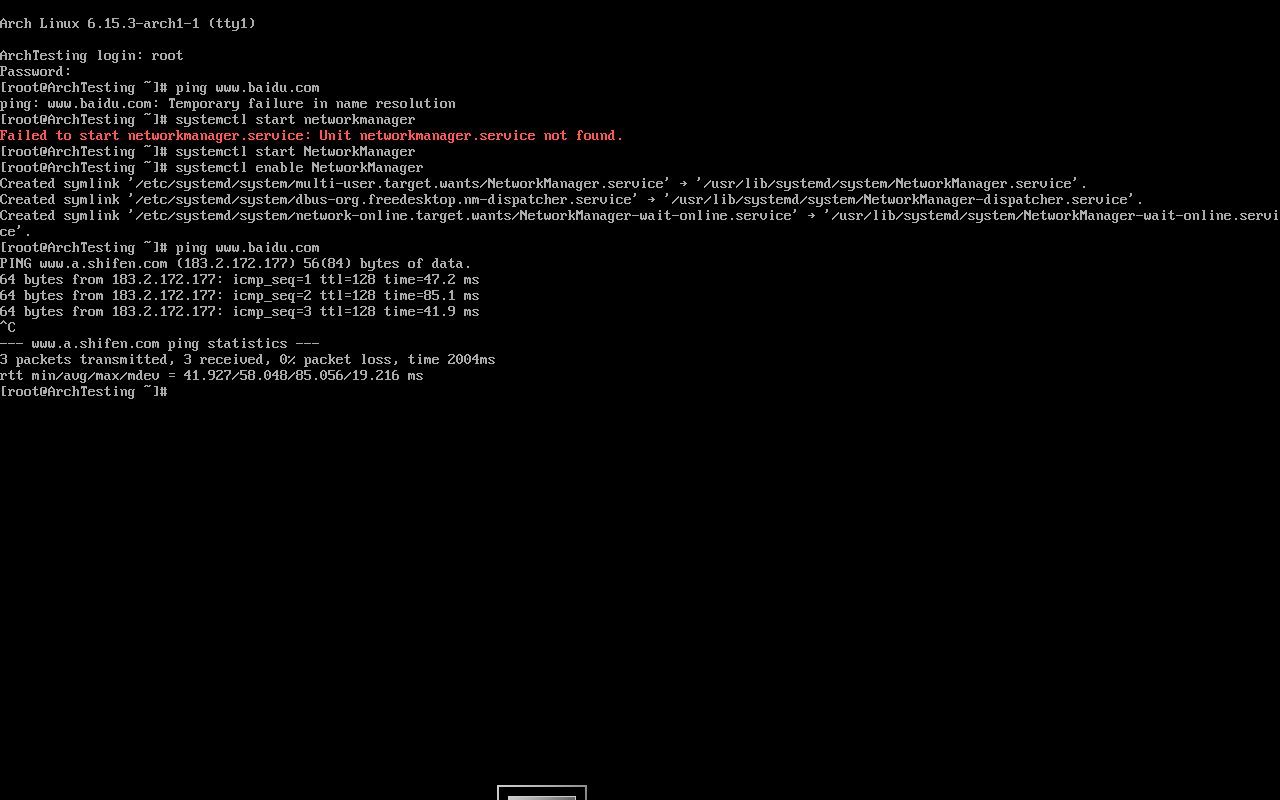 Arch Linux 6.15.3-arch1-1 (tty1)
ArchTesting login: root
Password:
[root@ArchTesting ~]# ping www.baidu.com
ping: www.baidu.com: Temporary failure in name resolution
[root@ArchTesting ~]# systemctl start networkmanager
Failed to start networkmanager.service: Unit networkmanager.service not found.
[root@ArchTesting ~]# systemctl start NetworkManager
[root@ArchTesting ~]# systemctl enable NetworkManager
Created symlink '/etc/systemd/system/multi-user.target.wants/NetworkManager.service' → '/usr/lib/systemd/system/NetworkManager.service'.
Created symlink '/etc/systemd/system/dbus-org.freedesktop.nm-dispatcher.service' → '/usr/lib/systemd/system/NetworkManager-dispatcher.service'.
Created symlink '/etc/systemd/system/network-online.target.wants/NetworkManager-wait-online.service' → '/usr/lib/systemd/system/NetworkManager-wait-online.servi
ce'.
[root@ArchTesting ~]# ping www.baidu.com
PING www.a.shifen.com (183.2.172.177) 56(84) bytes of data.
64 bytes from 183.2.172.177: icmp_seq=1 ttl=128 time=47.2 ms
64 bytes from 183.2.172.177: icmp_seq=2 ttl=128 time=85.1 ms
64 bytes from 183.2.172.177: icmp_seq=3 ttl=128 time=41.9 ms
^C
--- www.a.shifen.com ping statistics ---
3 packets transmitted, 3 received, 0% packet loss, time 2004ms
rtt min/avg/max/mdev = 41.927/58.048/85.056/19.216 ms
[root@ArchTesting ~]#